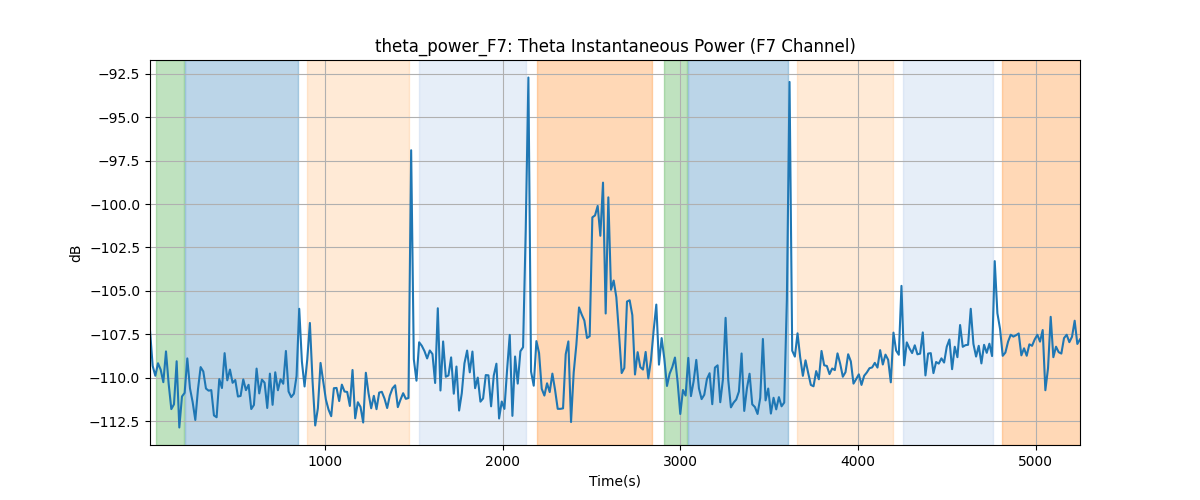 theta_power_F7: Theta Instantaneous Power (F7 Channel)
dB
−92.5
−95.0
−97.5
−100.0
−102.5
−105.0
−107.5
−110.0
−112.5
1000 2000 3000 4000 5000
Time(s)